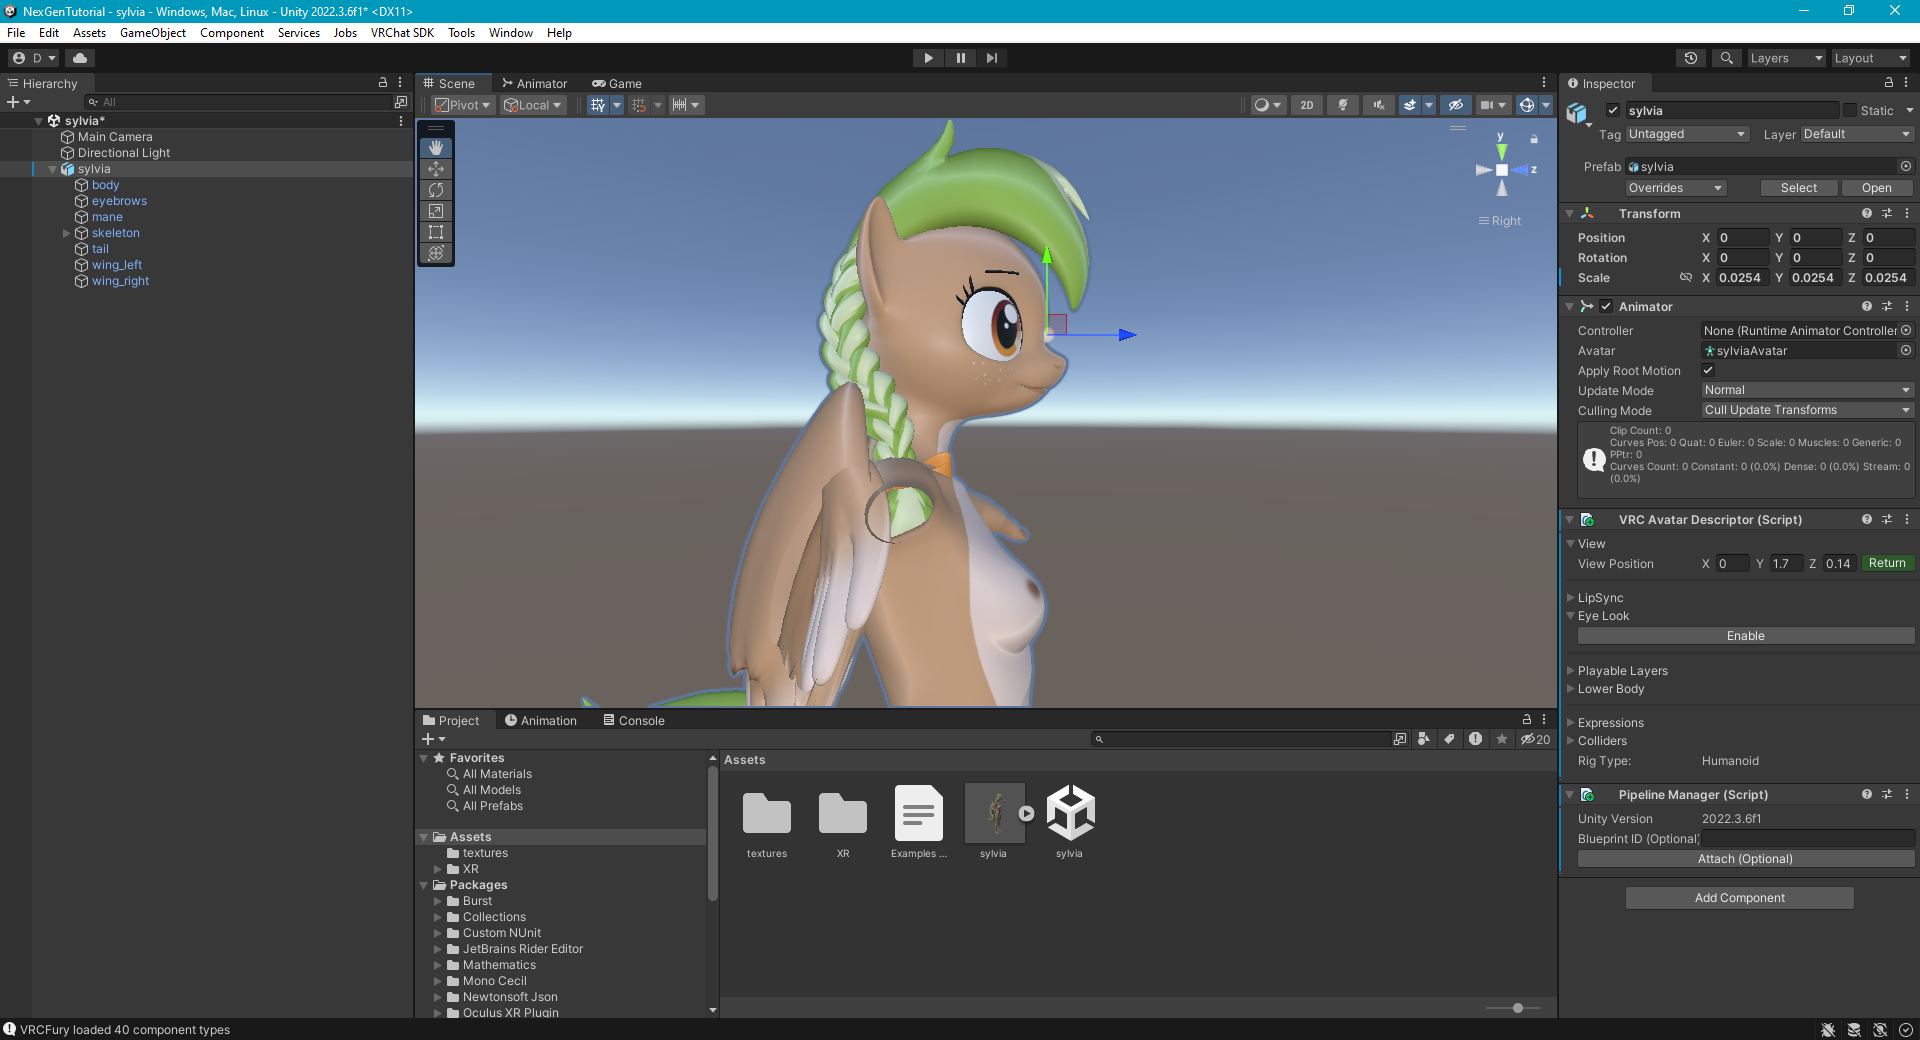 NexGenTutorial - sylvia - Windows, Mac, Linux - Unity 2022.3.6f1* <DX11>
File Edit Assets GameObject Component Services Jobs VRChat SDK Tools Window Help
D
Layers
Layout
Hierarchy
All
sylvia*
Main Camera
Directional Light
sylvia
body
eyebrows
mane
skeleton
tail
wing_left
wing_right
Scene Animator Game
Pivot Local
2D
y
z
Right
Inspector
sylvia Static
Tag Untagged Layer Default
Prefab sylvia
Overrides Select Open
Transform
Position X 0 Y 0 Z 0
Rotation X 0 Y 0 Z 0
Scale X 0.0254 Y 0.0254 Z 0.0254
Animator
Controller None (Runtime Animator Controller
Avatar sylviaAvatar
Apply Root Motion
Update Mode Normal
Culling Mode Cull Update Transforms
Clip Count: 0
Curves Pos: 0 Quat: 0 Euler: 0 Scale: 0 Muscles: 0 Generic: 0
PPtr: 0
Curves Count: 0 Constant: 0 (0.0%) Dense: 0 (0.0%) Stream: 0
(0.0%)
VRC Avatar Descriptor (Script)
View
View Position X 0 Y 1.7 Z 0.14 Return
LipSync
Eye Look
Enable
Playable Layers
Lower Body
Expressions
Colliders
Rig Type: Humanoid
Pipeline Manager (Script)
Unity Version 2022.3.6f1
Blueprint ID (Optional)
Attach (Optional)
Add Component
Project Animation Console
20
Favorites
All Materials
All Models
All Prefabs
Assets
textures
XR
Packages
Burst
Collections
Custom NUnit
JetBrains Rider Editor
Mathematics
Mono Cecil
Newtonsoft Json
Oculus XR Plugin
Assets
textures XR Examples ... sylvia sylvia
VRCFury loaded 40 component types